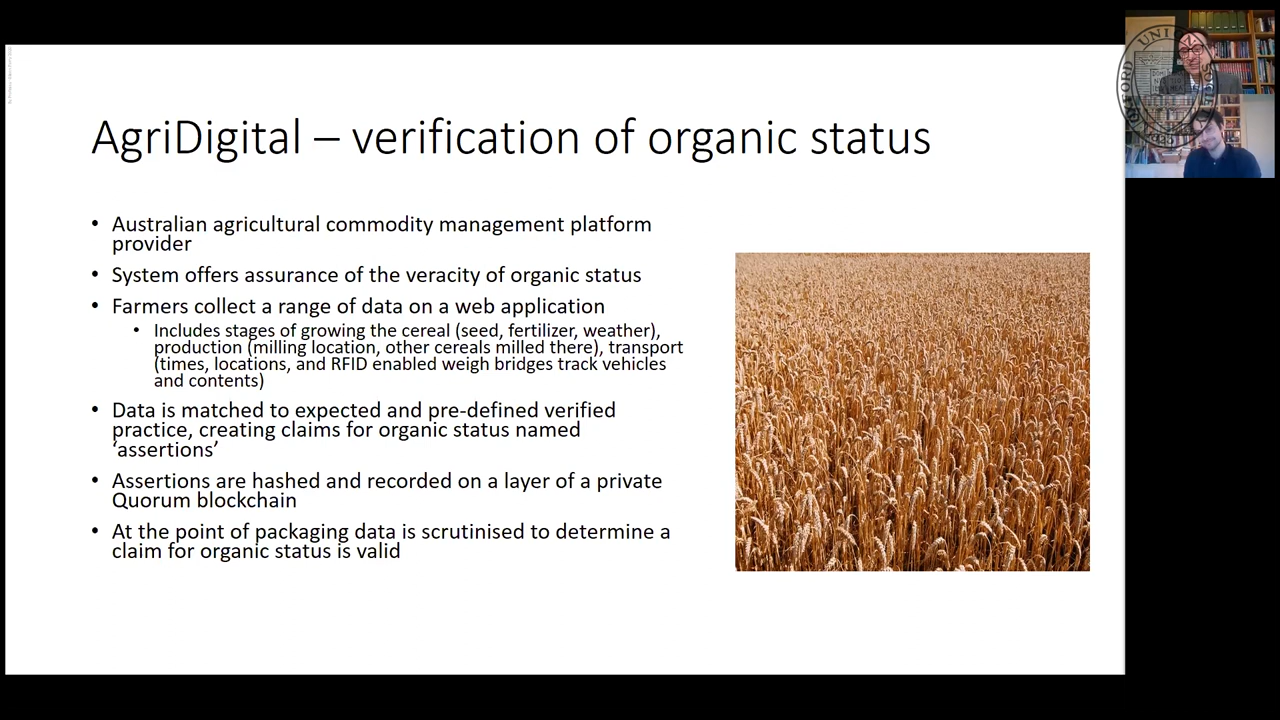 AgriDigital – verification of organic status
• Australian agricultural commodity management platform
provider
• System offers assurance of the veracity of organic status
• Farmers collect a range of data on a web application
• Includes stages of growing the cereal (seed, fertilizer, weather),
production (milling location, other cereals milled there), transport
(times, locations, and RFID enabled weigh bridges track vehicles
and contents)
• Data is matched to expected and pre-defined verified
practice, creating claims for organic status named
‘assertions’
• Assertions are hashed and recorded on a layer of a private
Quorum blockchain
• At the point of packaging data is scrutinised to determine a
claim for organic status is valid